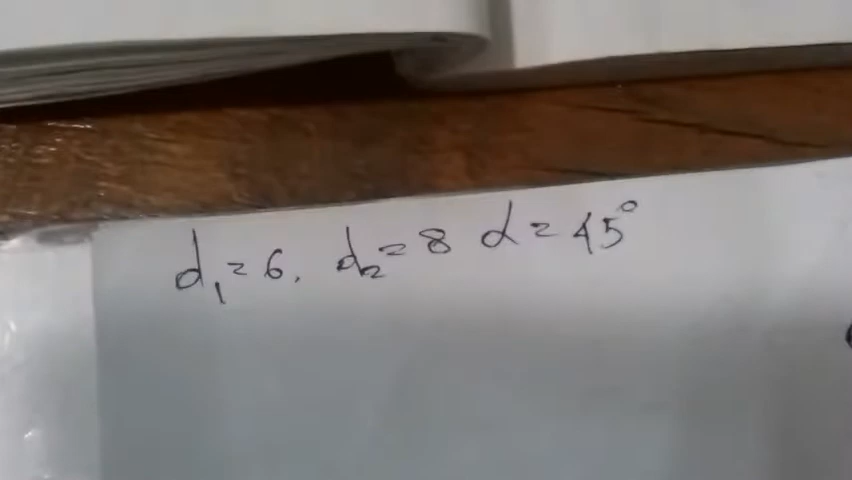 d₁ = 6, d₂ = 8 α = 45°